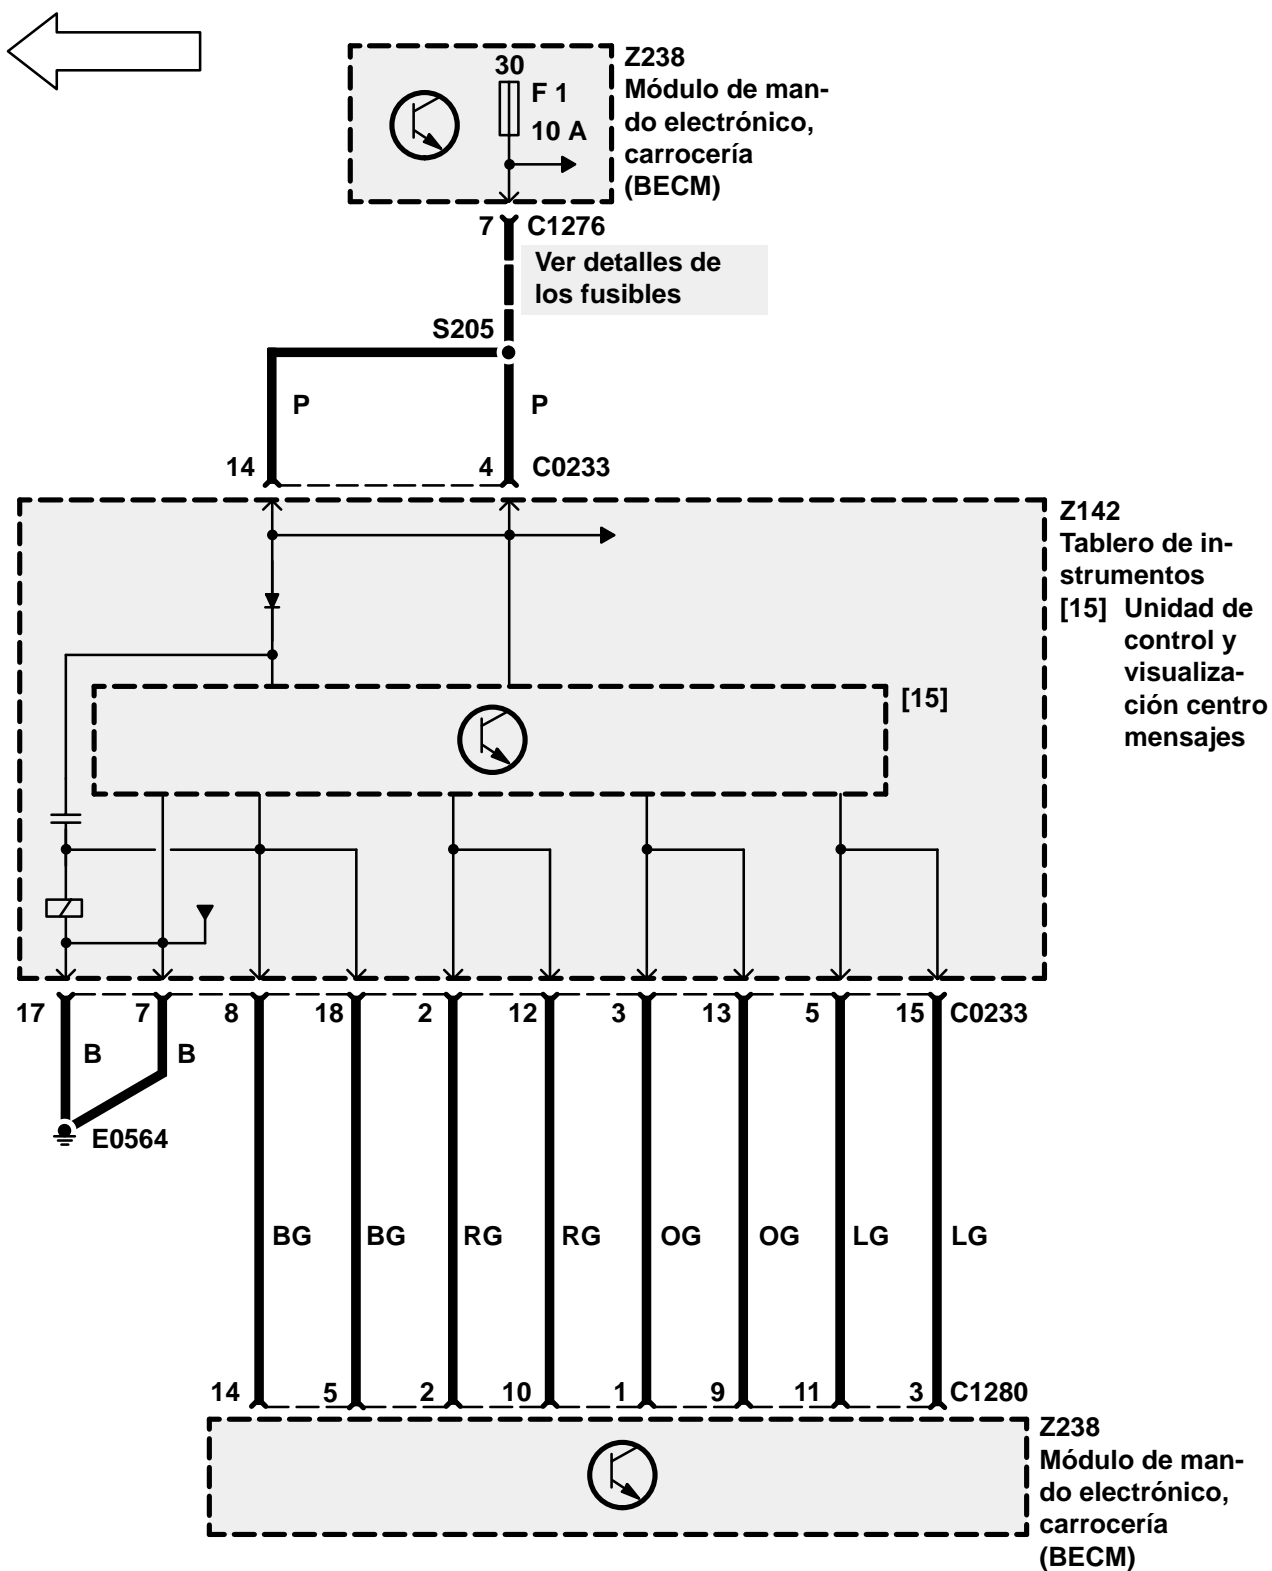 30
F 1
10 A
Z238
Módulo de man-
do electrónico,
carrocería
(BECM)
7 C1276
Ver detalles de
los fusibles
S205
P P
14 4 C0233
Z142
Tablero de in-
strumentos
[15] Unidad de
control y
visualiza-
ción centro
mensajes
[15]
17 7 8 18 2 12 3 13 5 15 C0233
B B
E0564
BG BG RG RG OG OG LG LG
14 5 2 10 1 9 11 3 C1280
Z238
Módulo de man-
do electrónico,
carrocería
(BECM)